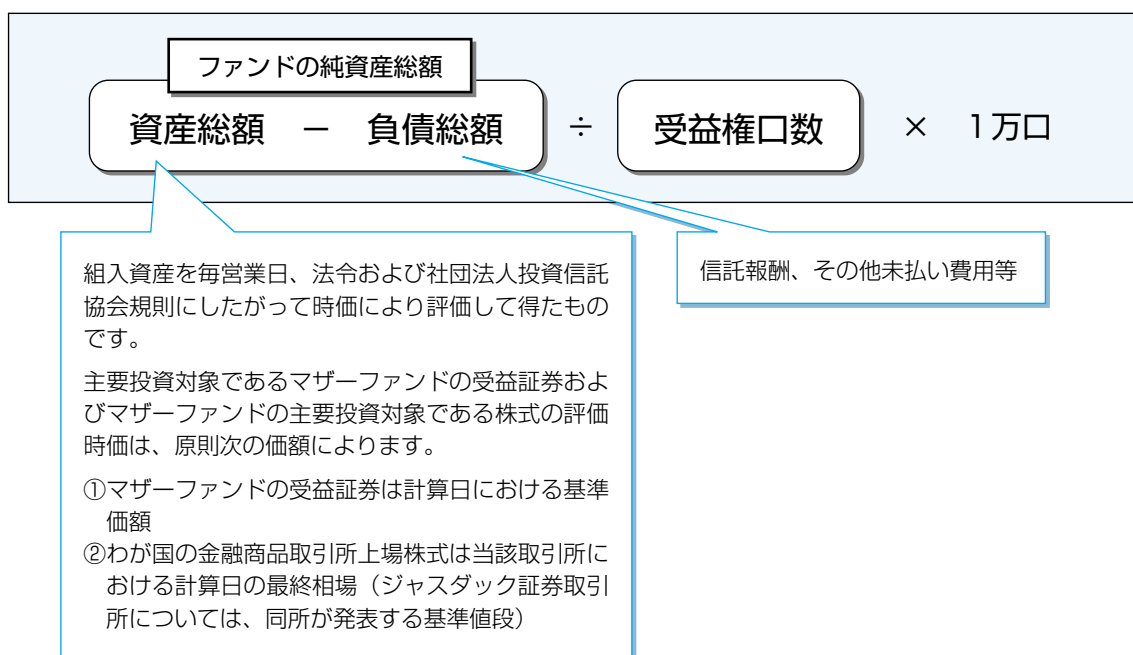 ファンドの純資産総額
資産総額 － 負債総額 ÷ 受益権口数 × 1万口
組入資産を毎営業日、法令および社団法人投資信託
協会規則にしたがって時価により評価して得たもの
です。
主要投資対象であるマザーファンドの受益証券およ
びマザーファンドの主要投資対象である株式の評価
時価は、原則次の価額によります。
①マザーファンドの受益証券は計算日における基準
価額
②わが国の金融商品取引所上場株式は当該取引所に
おける計算日の最終相場（ジャスダック証券取引
所については、同所が発表する基準値段）
信託報酬、その他未払い費用等